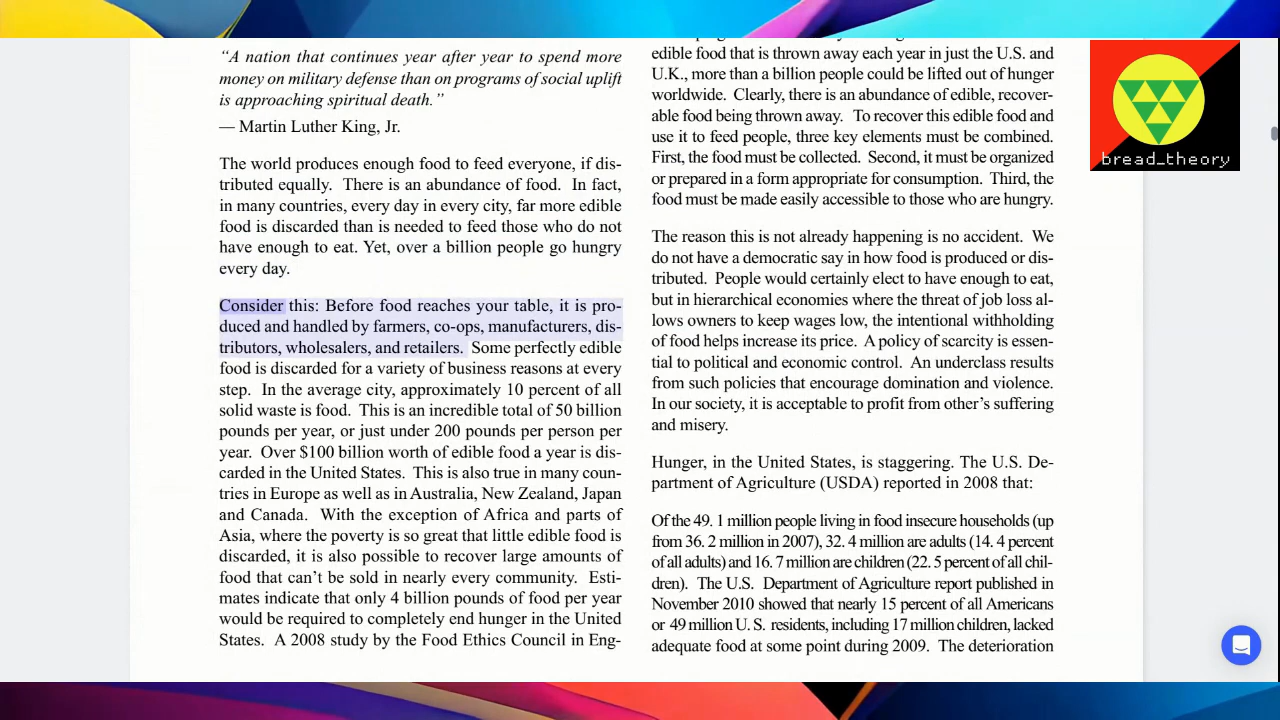 “A nation that continues year after year to spend more
money on military defense than on programs of social uplift
is approaching spiritual death.”
— Martin Luther King, Jr.
The world produces enough food to feed everyone, if dis-
tributed equally. There is an abundance of food. In fact,
in many countries, every day in every city, far more edible
food is discarded than is needed to feed those who do not
have enough to eat. Yet, over a billion people go hungry
every day.
Consider this: Before food reaches your table, it is pro-
duced and handled by farmers, co-ops, manufacturers, dis-
tributors, wholesalers, and retailers. Some perfectly edible
food is discarded for a variety of business reasons at every
step. In the average city, approximately 10 percent of all
solid waste is food. This is an incredible total of 50 billion
pounds per year, or just under 200 pounds per person per
year. Over $100 billion worth of edible food a year is dis-
carded in the United States. This is also true in many coun-
tries in Europe as well as in Australia, New Zealand, Japan
and Canada. With the exception of Africa and parts of
Asia, where the poverty is so great that little edible food is
discarded, it is also possible to recover large amounts of
food that can’t be sold in nearly every community. Esti-
mates indicate that only 4 billion pounds of food per year
would be required to completely end hunger in the United
States. A 2008 study by the Food Ethics Council in Eng-
edible food that is thrown away each year in just the U.S. and
U.K., more than a billion people could be lifted out of hunger
worldwide. Clearly, there is an abundance of edible, recover-
able food being thrown away. To recover this edible food and
use it to feed people, three key elements must be combined.
First, the food must be collected. Second, it must be organized
or prepared in a form appropriate for consumption. Third, the
food must be made easily accessible to those who are hungry.
The reason this is not already happening is no accident. We
do not have a democratic say in how food is produced or dis-
tributed. People would certainly elect to have enough to eat,
but in hierarchical economies where the threat of job loss al-
lows owners to keep wages low, the intentional withholding
of food helps increase its price. A policy of scarcity is essen-
tial to political and economic control. An underclass results
from such policies that encourage domination and violence.
In our society, it is acceptable to profit from other’s suffering
and misery.
Hunger, in the United States, is staggering. The U.S. De-
partment of Agriculture (USDA) reported in 2008 that:
Of the 49. 1 million people living in food insecure households (up
from 36. 2 million in 2007), 32. 4 million are adults (14. 4 percent
of all adults) and 16. 7 million are children (22. 5 percent of all chil-
dren). The U.S. Department of Agriculture report published in
November 2010 showed that nearly 15 percent of all Americans
or 49 million U. S. residents, including 17 million children, lacked
adequate food at some point during 2009. The deterioration
bread_theory